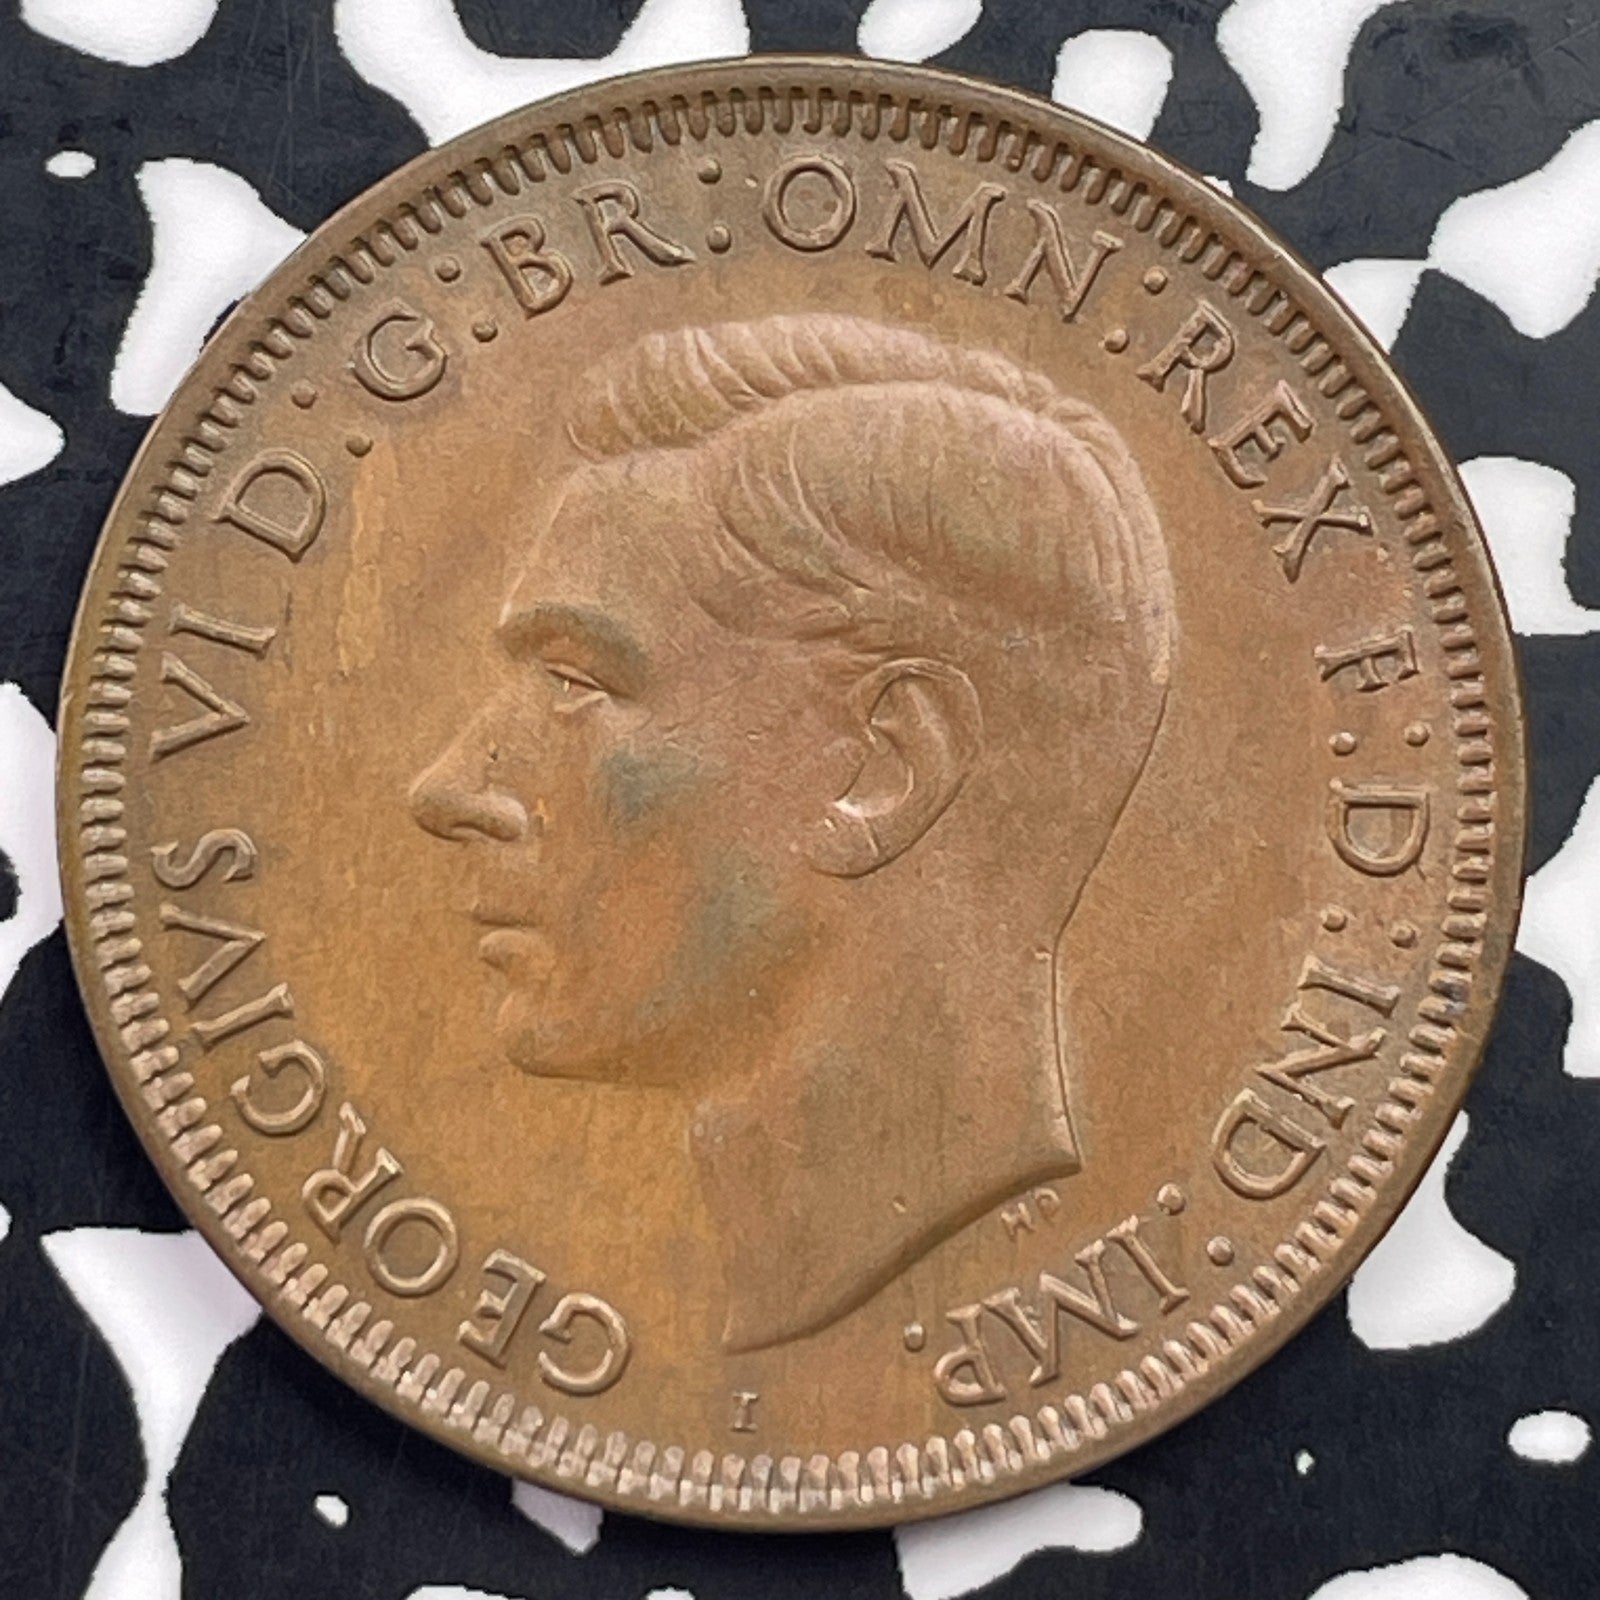 GEORGIVS VI D : G : BR : OMN : REX F : D : IND : IMP.
HP
I